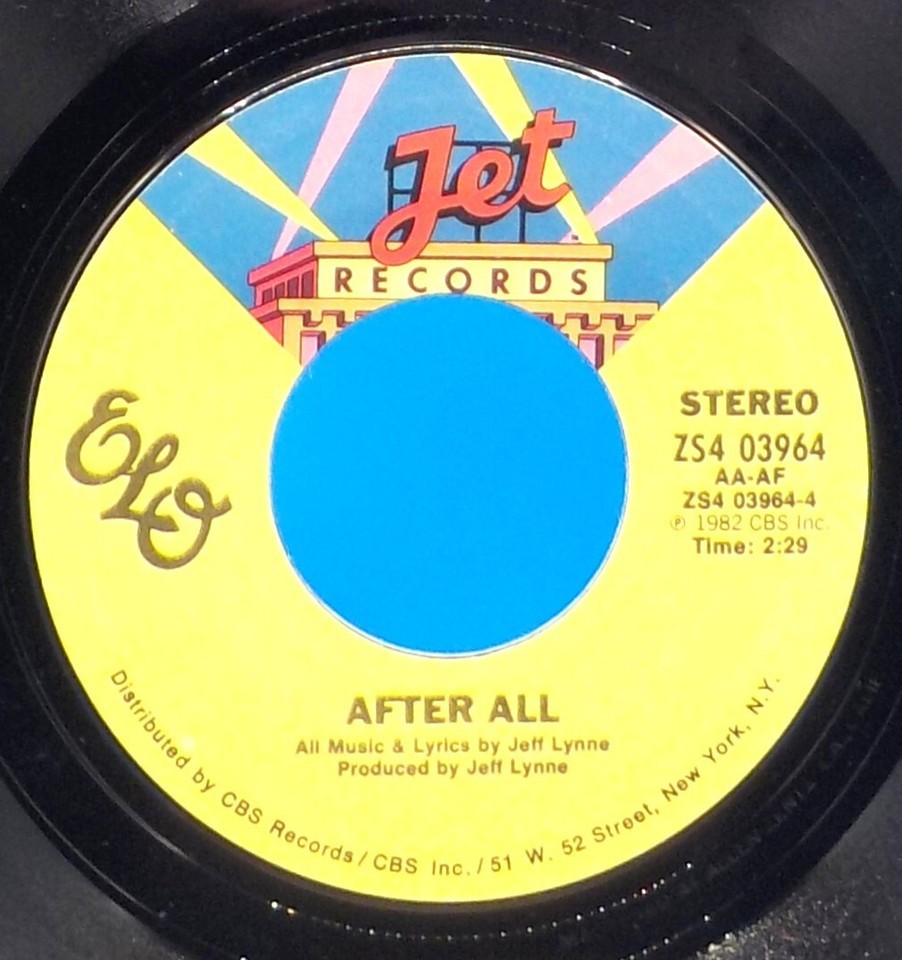 Jet
RECORDS
ELO
STEREO
ZS4 03964
AA-AF
ZS4 03964-4
℗ 1982 CBS Inc.
Time: 2:29
AFTER ALL
All Music & Lyrics by Jeff Lynne
Produced by Jeff Lynne
Distributed by CBS Records/CBS Inc./51 W. 52 Street, New York, N.Y.